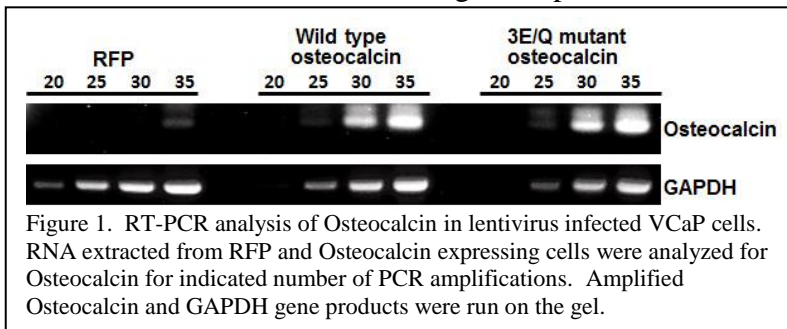 RFP Wild type osteocalcin 3E/Q mutant osteocalcin
20 25 30 35 20 25 30 35 20 25 30 35
Osteocalcin
GAPDH
Figure 1. RT-PCR analysis of Osteocalcin in lentivirus infected VCaP cells.
RNA extracted from RFP and Osteocalcin expressing cells were analyzed for
Osteocalcin for indicated number of PCR amplifications. Amplified
Osteocalcin and GAPDH gene products were run on the gel.